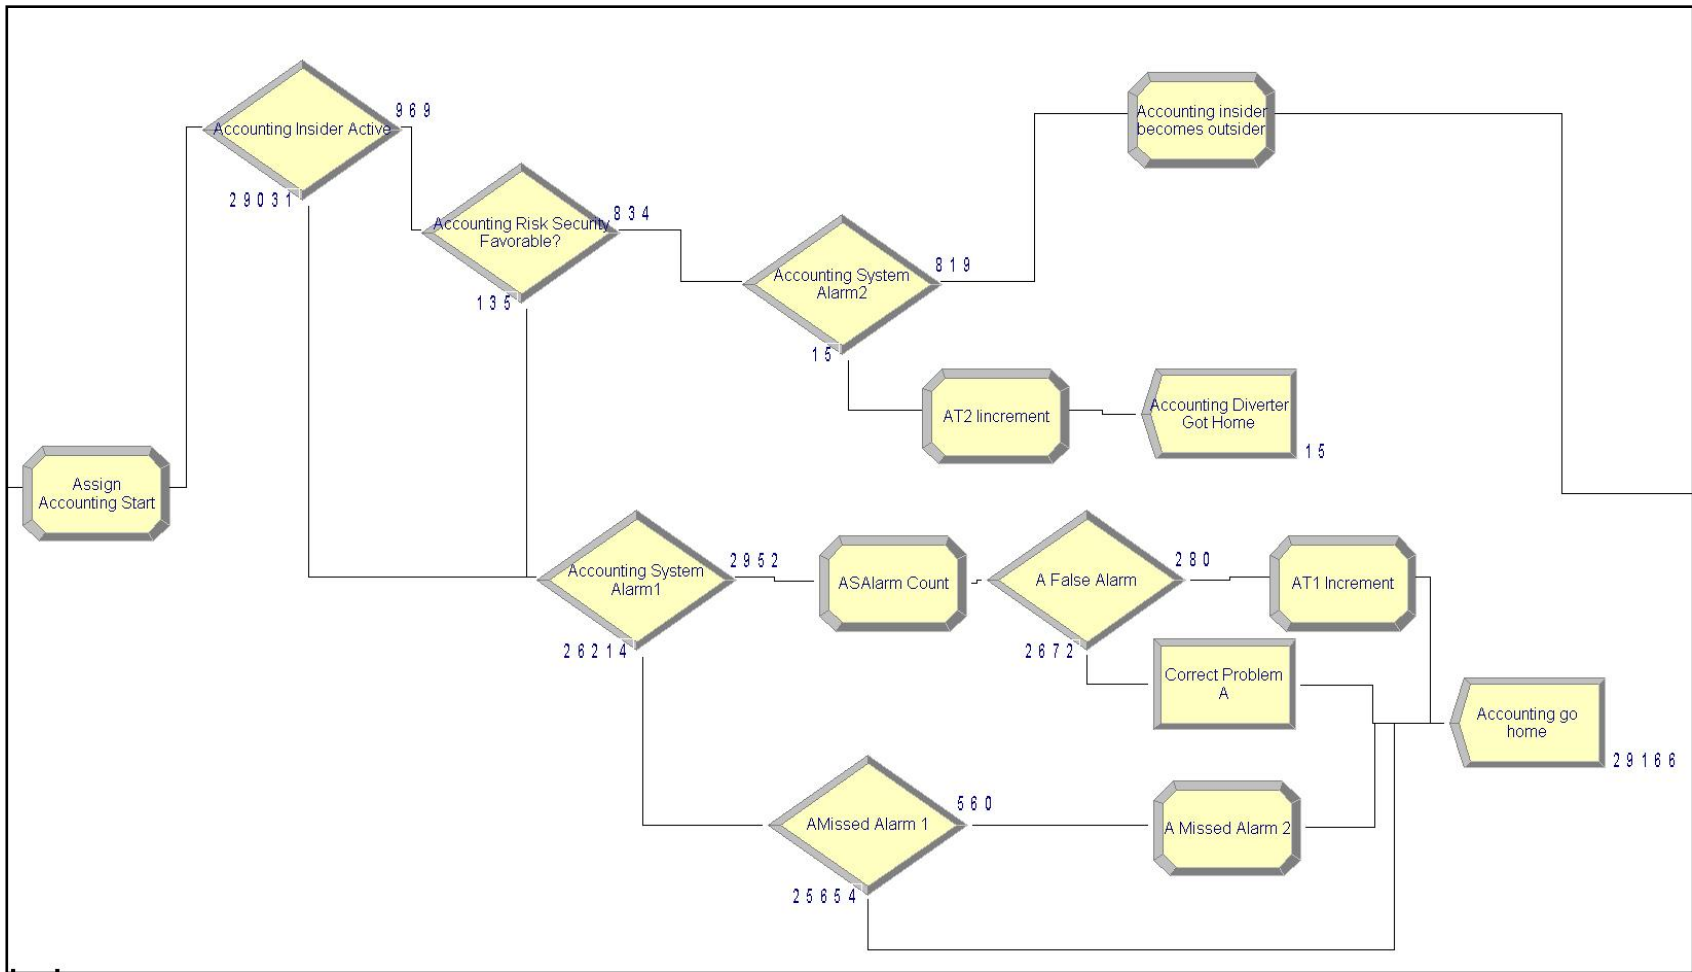 Accounting Insider Active
969
29031
Accounting Risk Security
Favorable?
834
135
Accounting System
Alarm2
819
15
Accounting insider
becomes outsider
AT2 Iincrement
Accounting Diverter
Got Home
15
Assign
Accounting Start
Accounting System
Alarm1
2952
26214
ASAlarm Count
A False Alarm
280
2672
AT1 Increment
Correct Problem
A
Accounting go
home
29166
AMissed Alarm 1
560
25654
A Missed Alarm 2